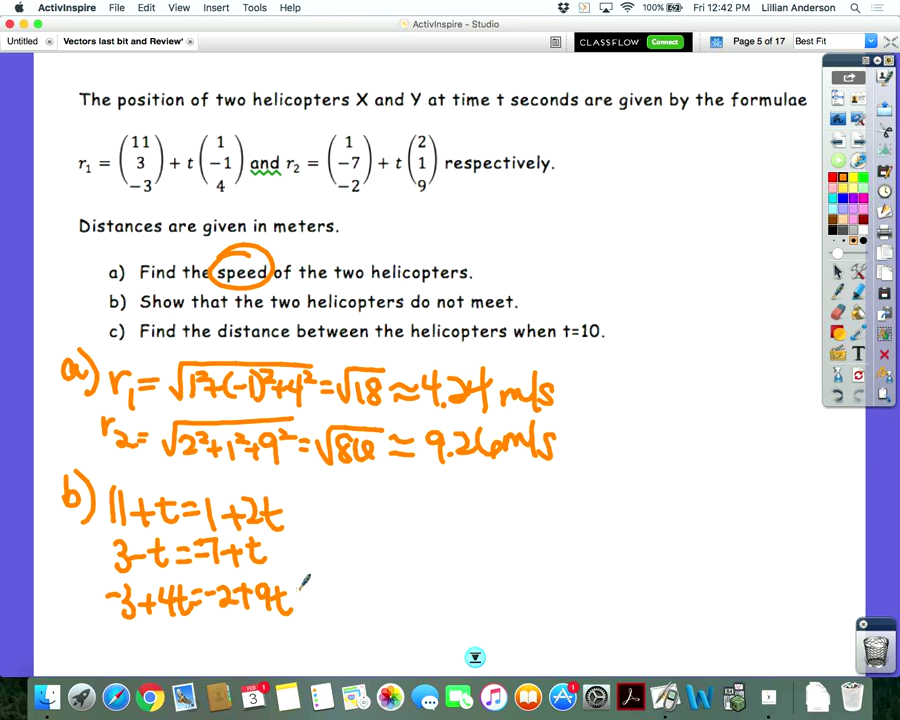 ActivInspire File Edit View Insert Tools Help 100% Fri 12:42 PM Lillian Anderson
ActivInspire - Studio
Untitled Vectors last bit and Review* CLASSFLOW Connect Page 5 of 17 Best Fit
The position of two helicopters X and Y at time t seconds are given by the formulae
r₁ = (11 3 −3) + t (1 −1 4) and r₂ = (1 −7 −2) + t (2 1 9) respectively.
Distances are given in meters.
a) Find the speed of the two helicopters.
b) Show that the two helicopters do not meet.
c) Find the distance between the helicopters when t=10.
a) r₁ = √1²+(-1)²+4² = √18 ≈ 4.24 m/s
r₂ = √2²+1²+9² = √86 ≃ 9.26 m/s
b) 11+t=1+2t
3-t=-7+t
-3+4t=-2+9t
FEB
3